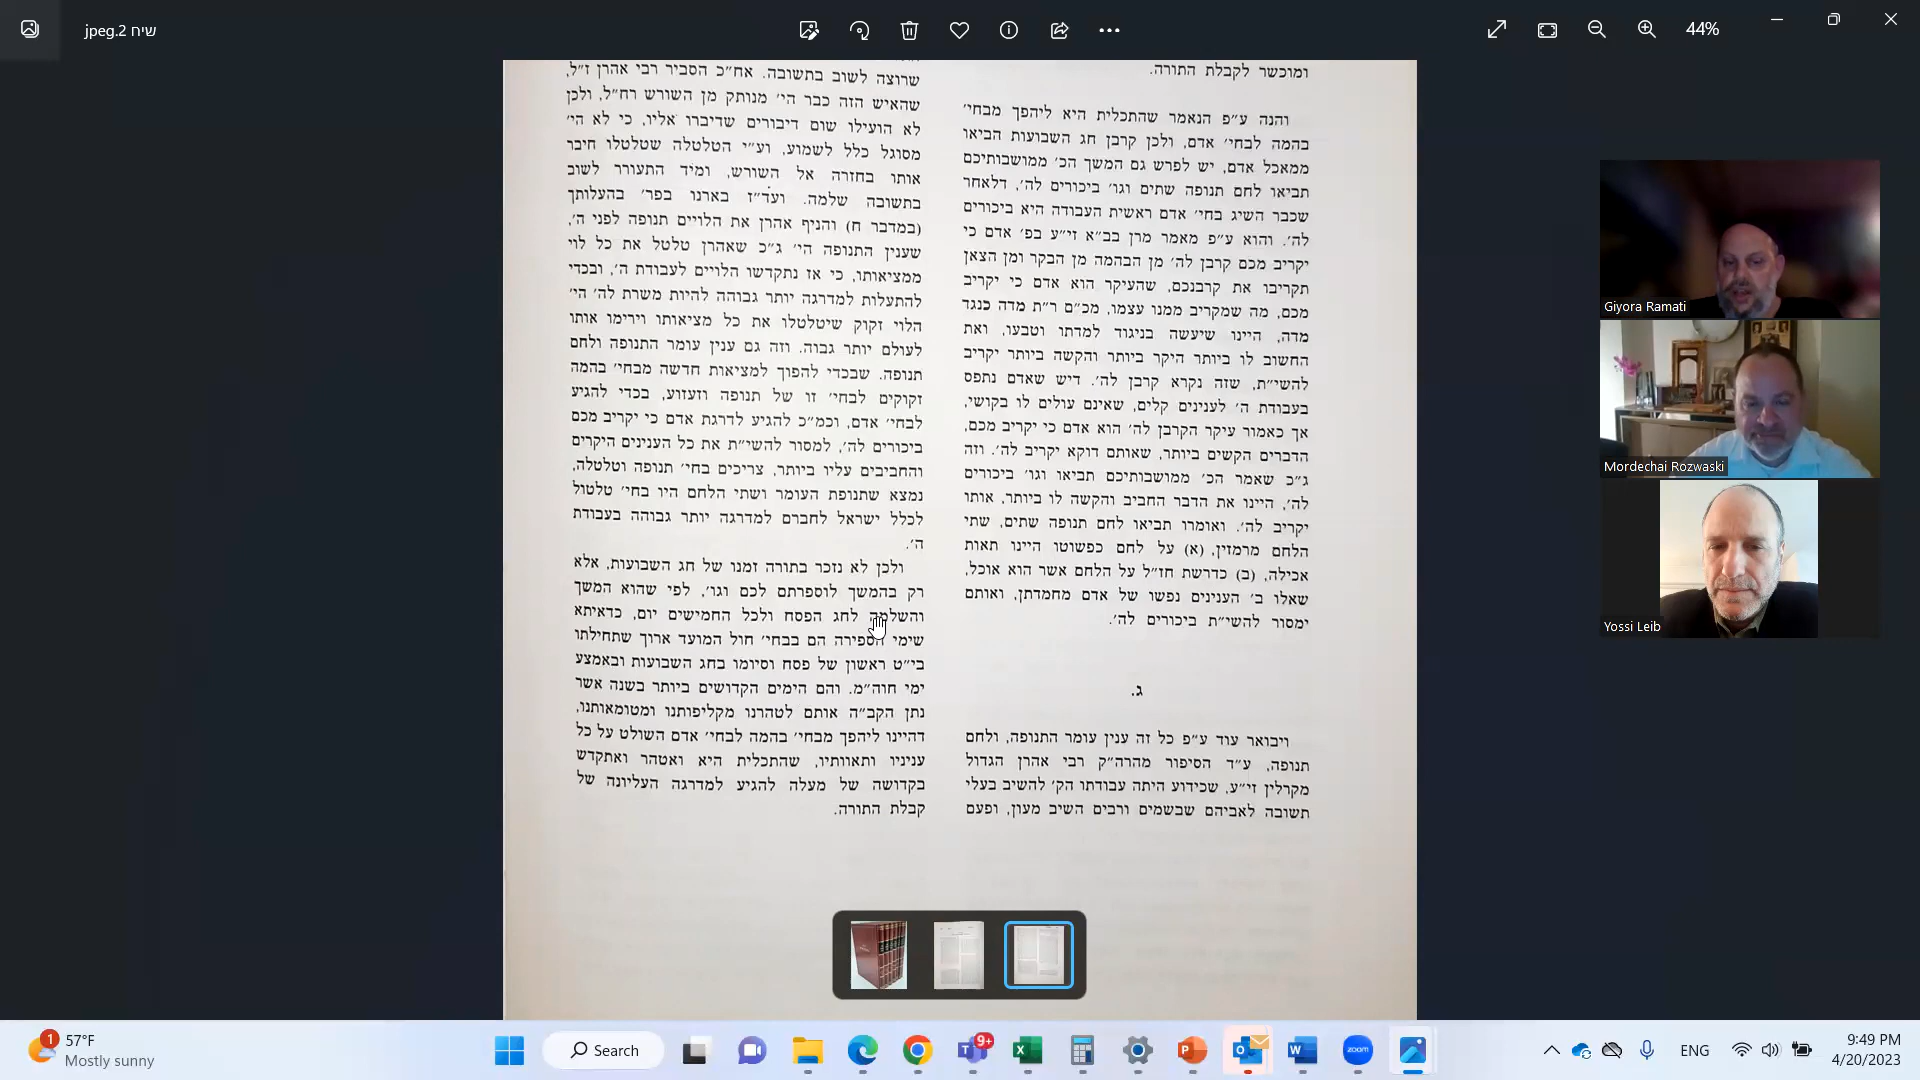 שיח 2.jpeg
44%
ומוכשר לקבלת התורה.
והנה ע״פ הנאמר שהתכלית היא ליהפך מבחי׳
בהמה לבחי׳ אדם, ולכן קרבן חג השבועות הביאו
ממאכל אדם, יש לפרש גם המשך הכ׳ ממושבותיכם
תביאו לחם תנופה שתים וגו׳ ביכורים לה׳, דלאחר
שכבר השיג בחי׳ אדם ראשית העבודה היא ביכורים
לה׳. והוא ע״פ מאמר מרן בב״א זי״ע בפ׳ אדם כי
יקריב מכם קרבן לה׳ מן הבהמה מן הבקר ומן הצאן
תקריבו את קרבנכם, שהעיקר הוא אדם כי יקריב
מכם, מה שמקריב ממנו עצמו, מכ״ם ר״ת מדה כנגד
מדה, היינו שיעשה בניגוד למדתו וטבעו, ואת
החשוב לו ביותר היקר ביותר והקשה ביותר יקריב
להשי״ת, שזה נקרא קרבן לה׳. דיש שאדם נתפס
בעבודת ה׳ לענינים קלים, שאינם עולים לו בקושי,
אך כאמור עיקר הקרבן לה׳ הוא אדם כי יקריב מכם,
הדברים הקשים ביותר, שאותם דוקא יקריב לה׳. וזה
ג״כ שאמר הכ׳ ממושבותיכם תביאו וגו׳ ביכורים
לה׳, היינו את הדבר החביב והקשה לו ביותר, אותו
יקריב לה׳. ואומרו תביאו לחם תנופה שתים, שתי
הלחם מרמזין, (א) על לחם כפשוטו היינו תאות
אכילה, (ב) כדרשת חז״ל על הלחם אשר הוא אוכל,
שאלו ב׳ הענינים נפשו של אדם מחמדתן, ואותם
ימסור להשי״ת ביכורים לה׳.
ג.
ויבואר עוד ע״פ כל זה ענין עומר התנופה, ולחם
תנופה, ע״ד הסיפור מהרה״ק רבי אהרן הגדול
מקרלין זי״ע, שכידוע היתה עבודתו הק׳ להשיב בעלי
תשובה לאביהם שבשמים ורבים השיב מעון, ופעם
שרוצה לשוב בתשובה. אח״כ הסביר רבי אהרן ז״ל,
שהאיש הזה כבר הי׳ מנותק מן השורש רח״ל, ולכן
לא הועילו שום דיבורים שדיברו אליו, כי לא הי׳
מסוגל כלל לשמוע, וע״י הטלטלה שטלטלו חיבר
אותו בחזרה אל השורש, ומיד התעורר לשוב
בתשובה שלמה. ועד״ז בארנו בפר׳ בהעלותך
(במדבר ח) והניף אהרן את הלויים תנופה לפני ה׳,
שענין התנופה הי׳ ג״כ שאהרן טלטל את כל לוי
ממציאותו, כי אז נתקדשו הלויים לעבודת ה׳, ובכדי
להתעלות למדרגה יותר גבוהה להיות משרת לה׳ הי׳
הלוי זקוק שיטלטלו את כל מציאותו וירימו אותו
לעולם יותר גבוה. וזה גם ענין עומר התנופה ולחם
תנופה. שבכדי להפוך למציאות חדשה מבחי׳ בהמה
זקוקים לבחי׳ זו של תנופה וזעזוע, בכדי להגיע
לבחי׳ אדם, וכמ״כ להגיע לדרגת אדם כי יקריב מכם
ביכורים לה׳, למסור להשי״ת את כל הענינים היקרים
והחביבים עליו ביותר, צריכים בחי׳ תנופה וטלטלה,
נמצא שתנופת העומר ושתי הלחם היו בחי׳ טלטול
לכלל ישראל לחברם למדרגה יותר גבוהה בעבודת
ה׳.
ולכן לא נזכר בתורה זמנו של חג השבועות, אלא
רק בהמשך לוספרתם לכם וגו׳, לפי שהוא המשך
והשלמה לחג הפסח ולכל החמישים יום, כדאיתא
שימי הספירה הם בבחי׳ חול המועד ארוך שתחילתו
בי״ט ראשון של פסח וסיומו בחג השבועות ובאמצע
ימי חוה״מ. והם הימים הקדושים ביותר בשנה אשר
נתן הקב״ה אותם לטהרנו מקליפותנו ומטומאותנו,
דהיינו ליהפך מבחי׳ בהמה לבחי׳ אדם השולט על כל
עניניו ותאוותיו, שהתכלית היא ואטהר ואתקדש
בקדושה של מעלה להגיע למדרגה העליונה של
קבלת התורה.
Giyora Ramati
Mordechai Rozwaski
Yossi Leib
1
57°F
Mostly sunny
Search
9+
zoom
ENG
9:49 PM
4/20/2023